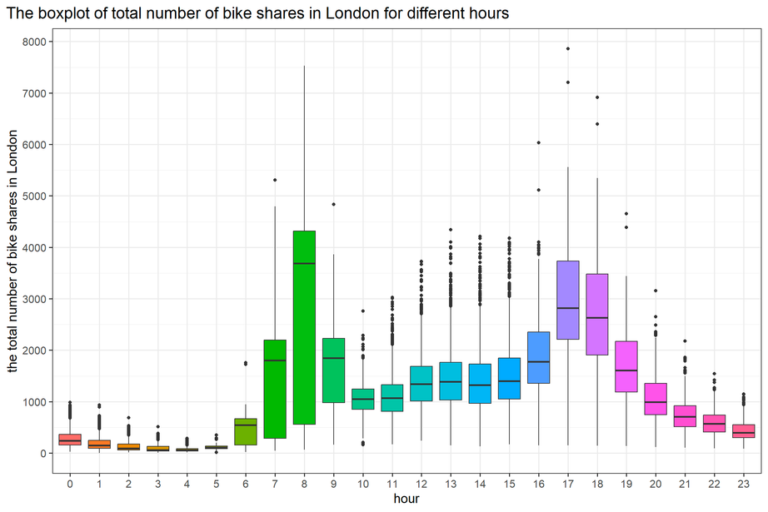 The boxplot of total number of bike shares in London for different hours
the total number of bike shares in London
8000
7000
6000
5000
4000
3000
2000
1000
0
0 1 2 3 4 5 6 7 8 9 10 11 12 13 14 15 16 17 18 19 20 21 22 23
hour